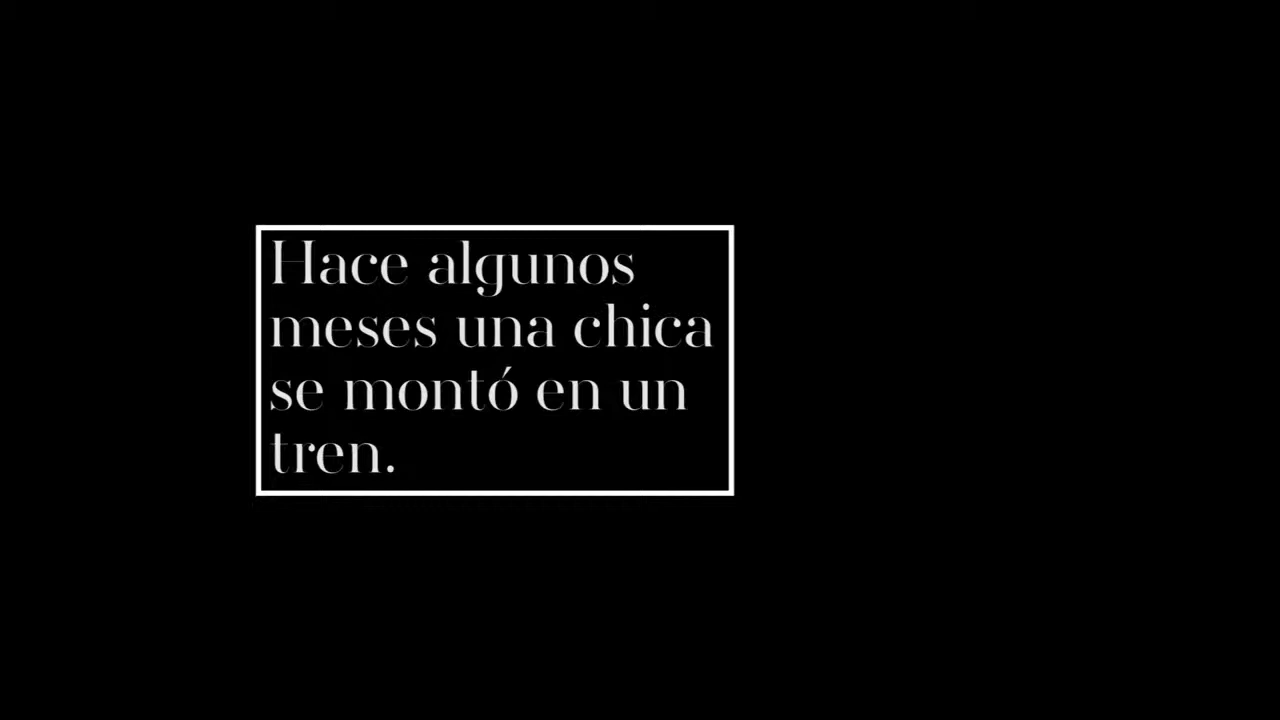 Hace algunos
meses una chica
se montó en un
tren.